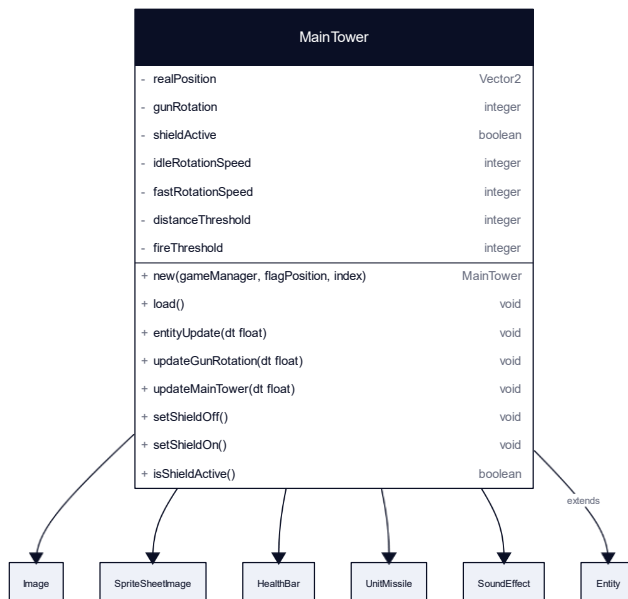 MainTower
- realPosition Vector2
- gunRotation integer
- shieldActive boolean
- idleRotationSpeed integer
- fastRotationSpeed integer
- distanceThreshold integer
- fireThreshold integer
+ new(gameManager, flagPosition, index) MainTower
+ load() void
+ entityUpdate(dt float) void
+ updateGunRotation(dt float) void
+ updateMainTower(dt float) void
+ setShieldOff() void
+ setShieldOn() void
+ isShieldActive() boolean
extends
Image SpriteSheetImage HealthBar UnitMissile SoundEffect Entity